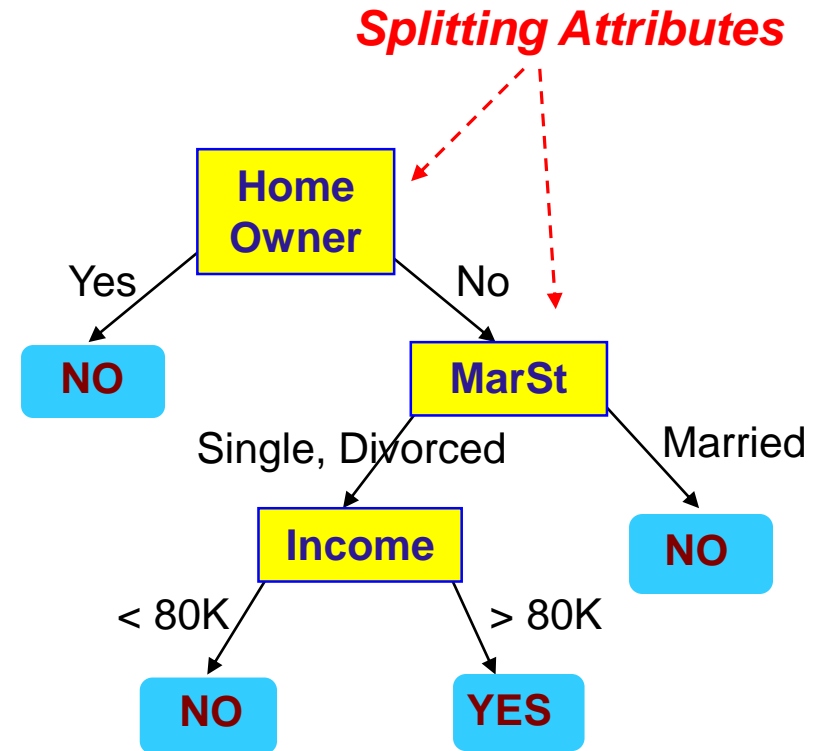 Splitting Attributes
Home
Owner
Yes
No
NO
MarSt
Single, Divorced
Married
Income
NO
< 80K
> 80K
NO
YES